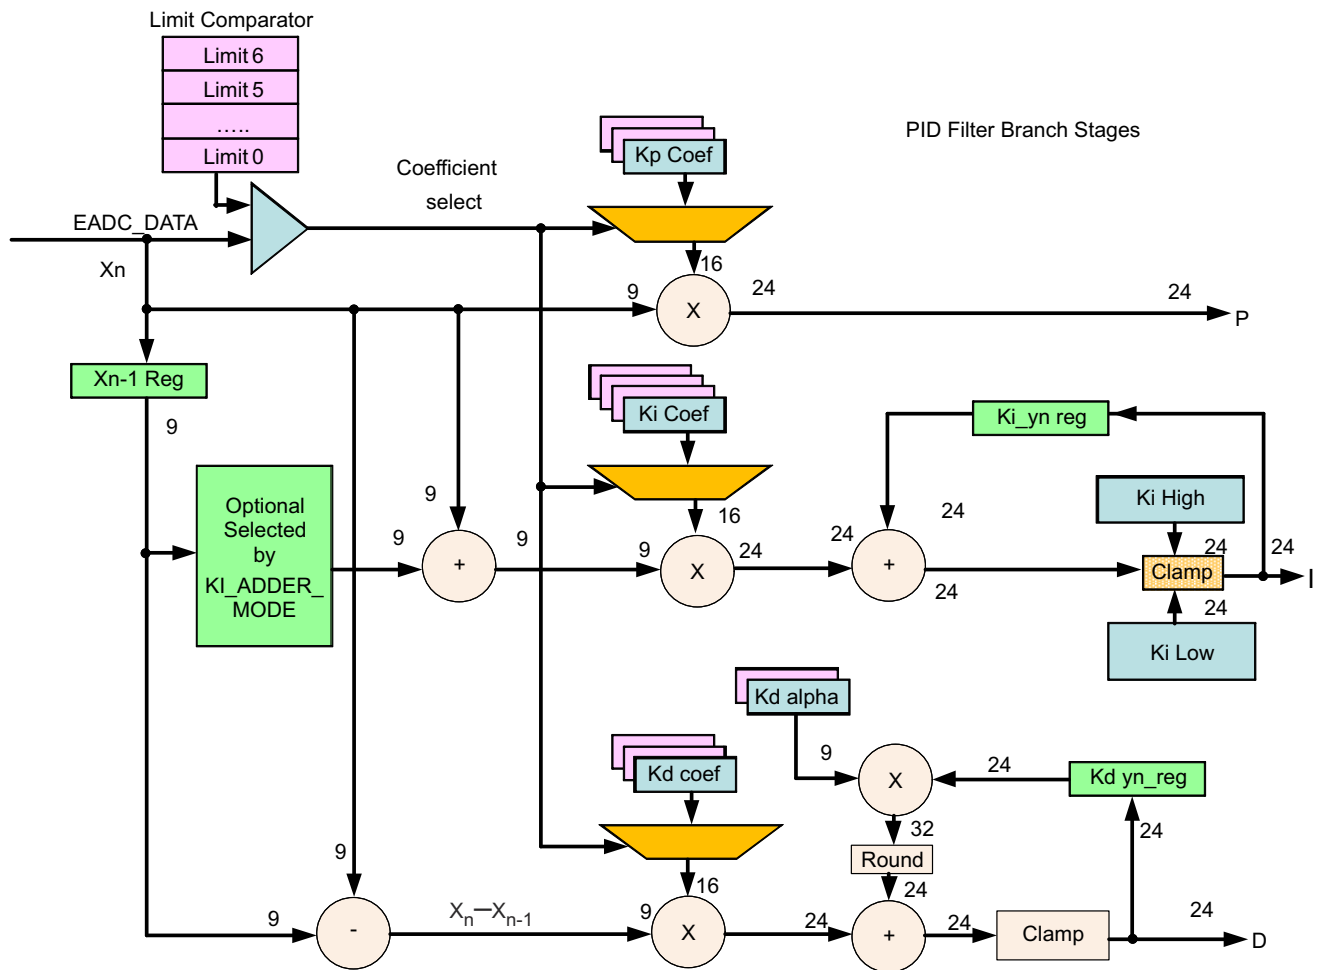 Limit Comparator
Limit 6
Limit 5
.....
Limit 0
PID Filter Branch Stages
Kp Coef
Coefficient
select
EADC_DATA
Xn
16
9
X
24
24
P
Xn-1 Reg
9
Ki Coef
Ki_yn reg
Optional
Selected
by
KI_ADDER_
MODE
9
9
+
9
16
9
X
24
24
+
24
24
Ki High
24
Clamp
24
24
I
Ki Low
Kd alpha
9
X
24
Kd yn_reg
32
24
Round
24
Kd coef
16
9
9
-
Xn—Xn-1
9
X
24
+
24
Clamp
24
D